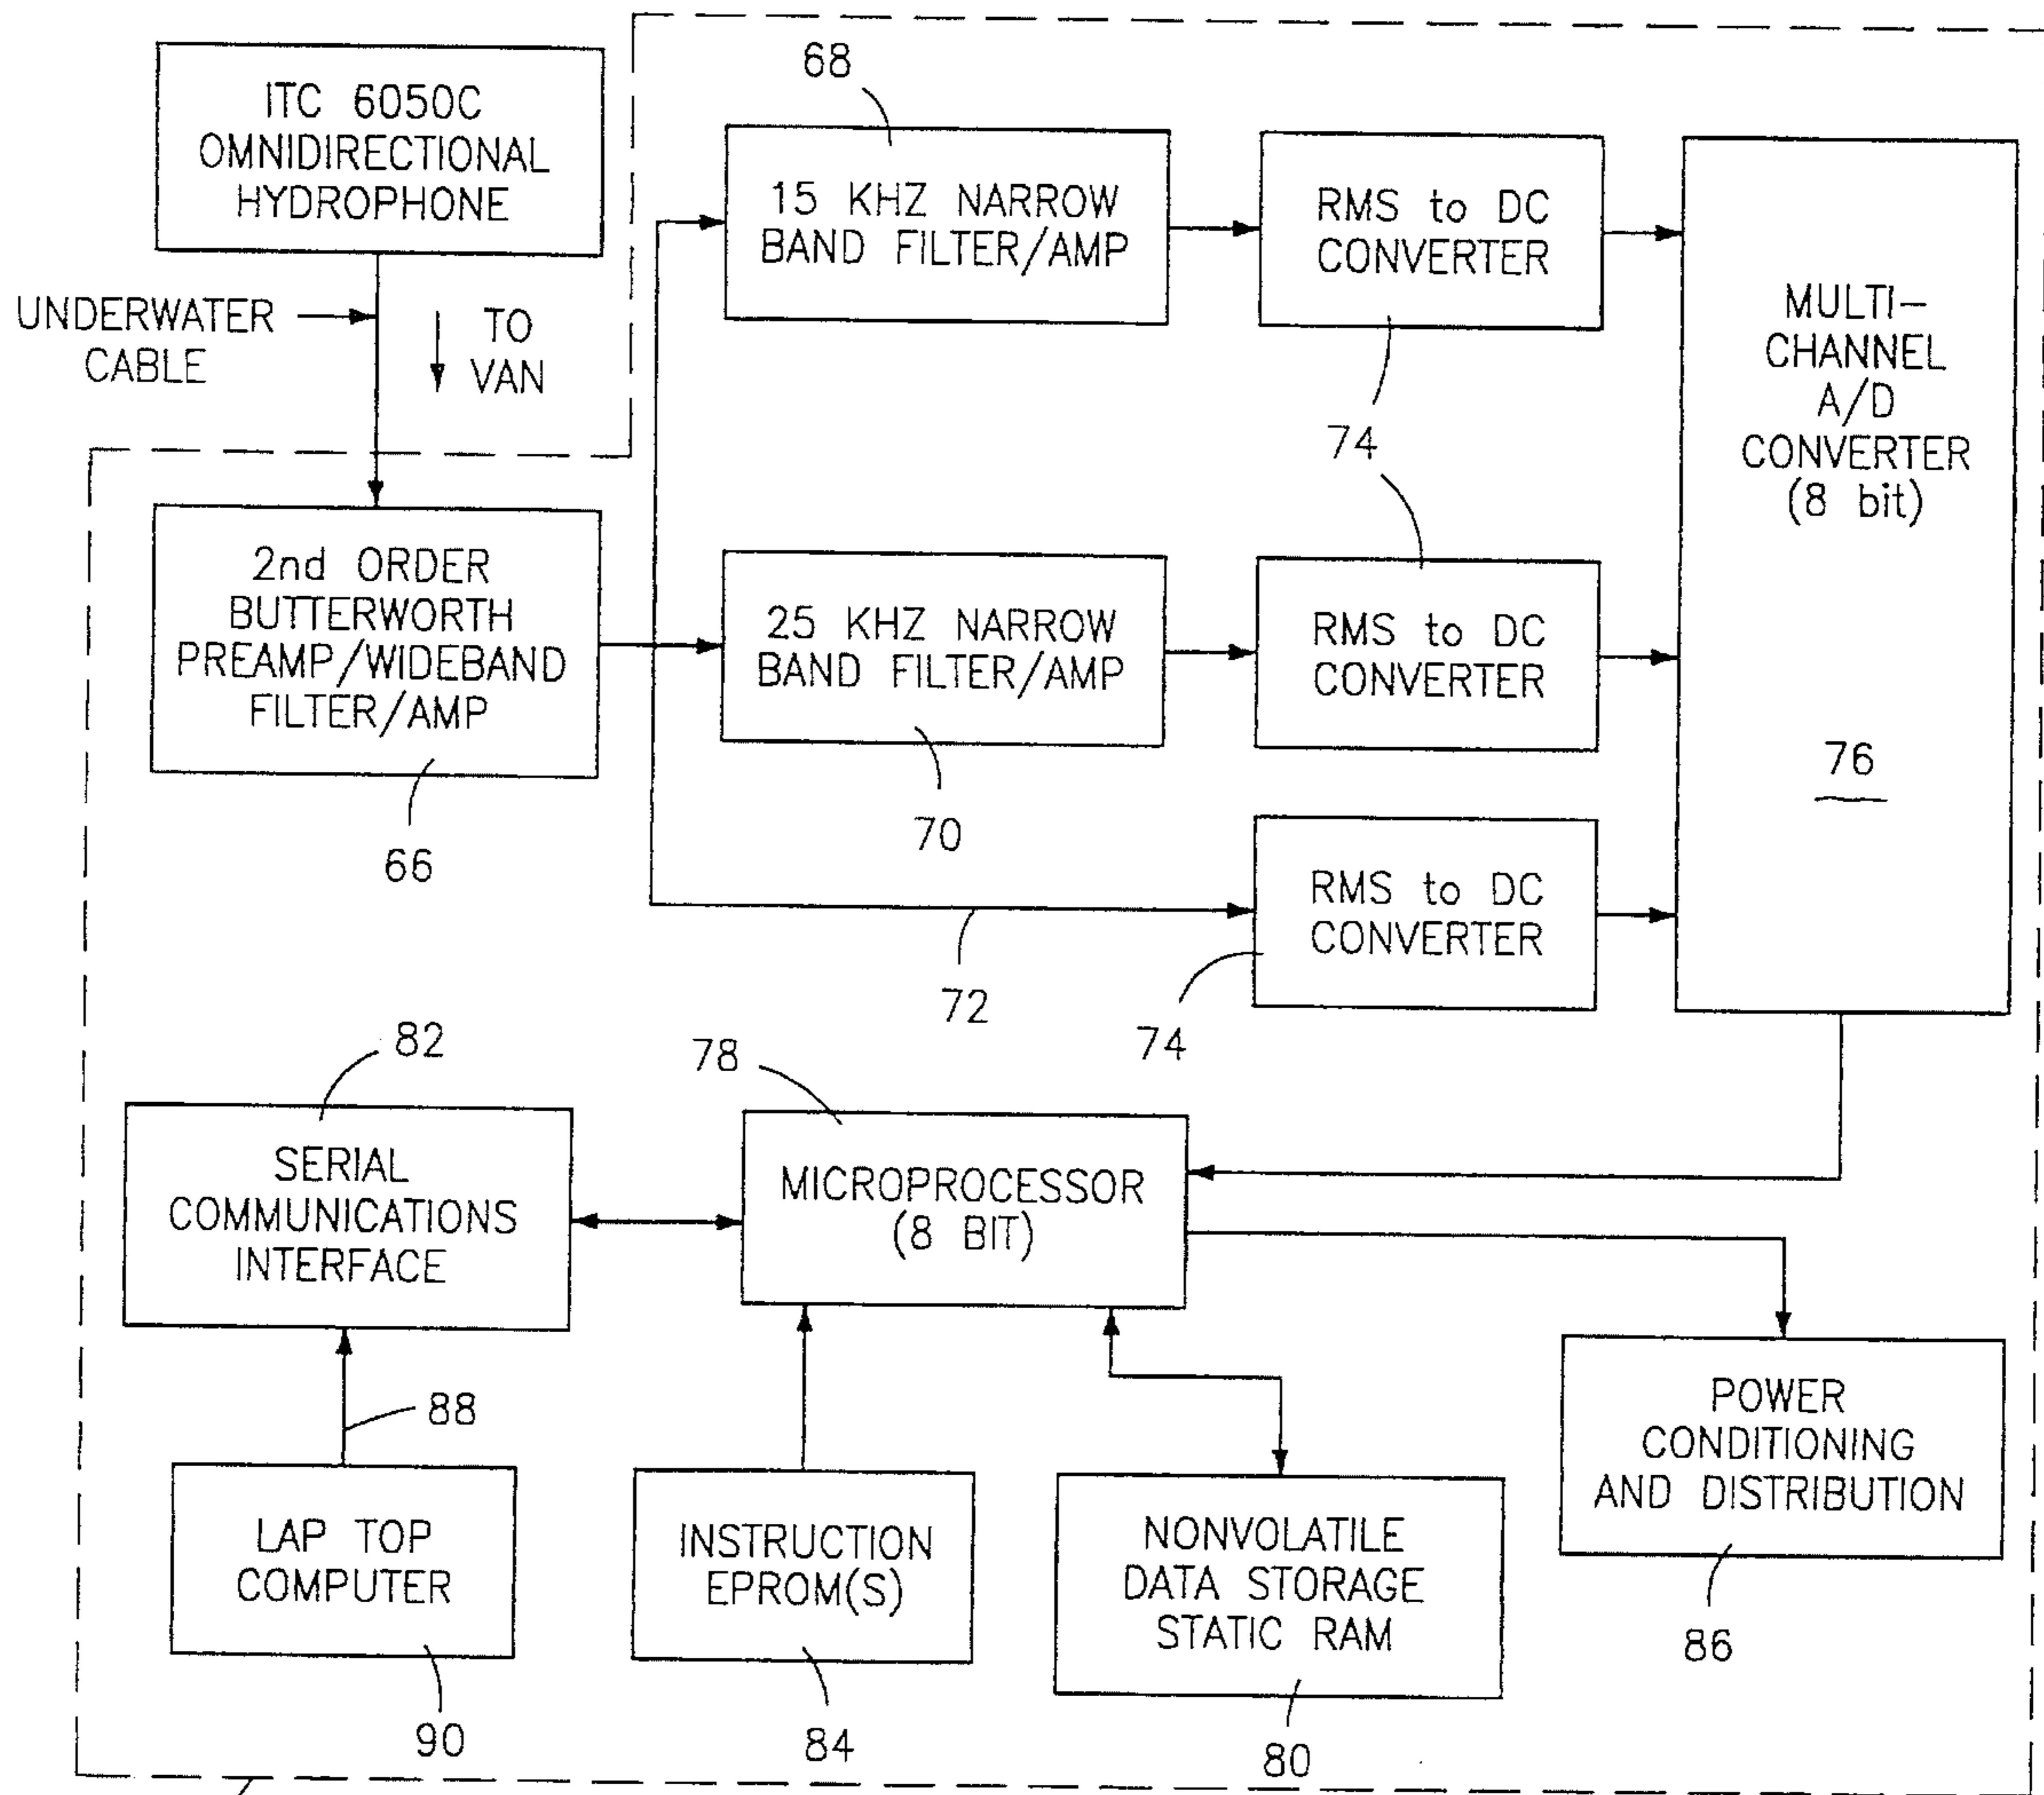 ITC 6050C
OMNIDIRECTIONAL
HYDROPHONE
UNDERWATER
CABLE
TO
VAN
68
15 KHZ NARROW
BAND FILTER/AMP
RMS to DC
CONVERTER
74
MULTI-
CHANNEL
A/D
CONVERTER
(8 bit)
76
2nd ORDER
BUTTERWORTH
PREAMP/WIDEBAND
FILTER/AMP
66
25 KHZ NARROW
BAND FILTER/AMP
70
RMS to DC
CONVERTER
72
RMS to DC
CONVERTER
74
82
SERIAL
COMMUNICATIONS
INTERFACE
78
MICROPROCESSOR
(8 BIT)
88
LAP TOP
COMPUTER
90
INSTRUCTION
EPROM(S)
84
NONVOLATILE
DATA STORAGE
STATIC RAM
80
POWER
CONDITIONING
AND DISTRIBUTION
86